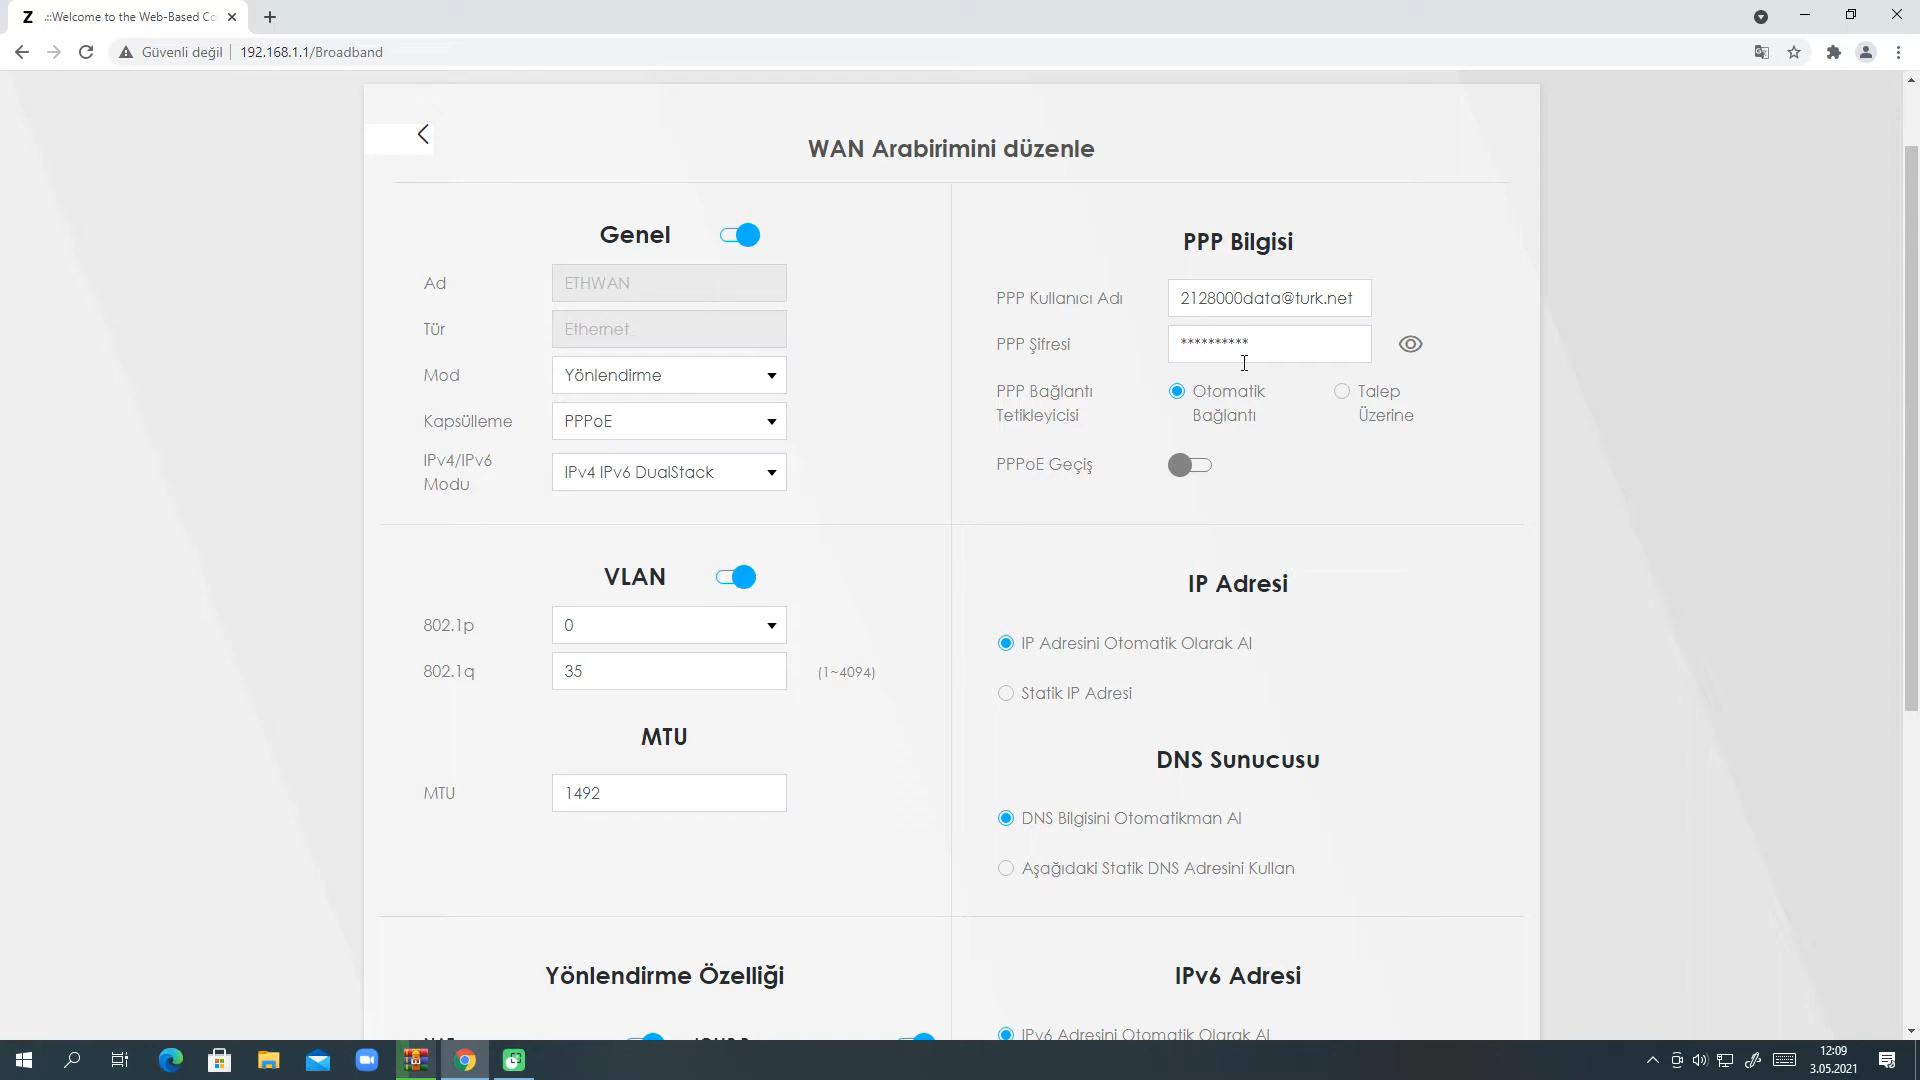 Z .::Welcome to the Web-Based Co
Güvenli değil 192.168.1.1/Broadband
WAN Arabirimini düzenle
Genel
Ad ETHWAN
Tür Ethernet
Mod Yönlendirme
Kapsülleme PPPoE
IPv4/IPv6
Modu
IPv4 IPv6 DualStack
PPP Bilgisi
PPP Kullanıcı Adı 2128000data@turk.net
PPP Şifresi **********
PPP Bağlantı
Tetikleyicisi
Otomatik
Bağlantı
Talep
Üzerine
PPPoE Geçiş
VLAN
802.1p 0
802.1q 35 (1~4094)
MTU
MTU 1492
IP Adresi
IP Adresini Otomatik Olarak Al
Statik IP Adresi
DNS Sunucusu
DNS Bilgisini Otomatikman Al
Aşağıdaki Statik DNS Adresini Kullan
Yönlendirme Özelliği
IPv6 Adresi
IPv6 Adresini Otomatik Olarak Al
12:09
3.05.2021